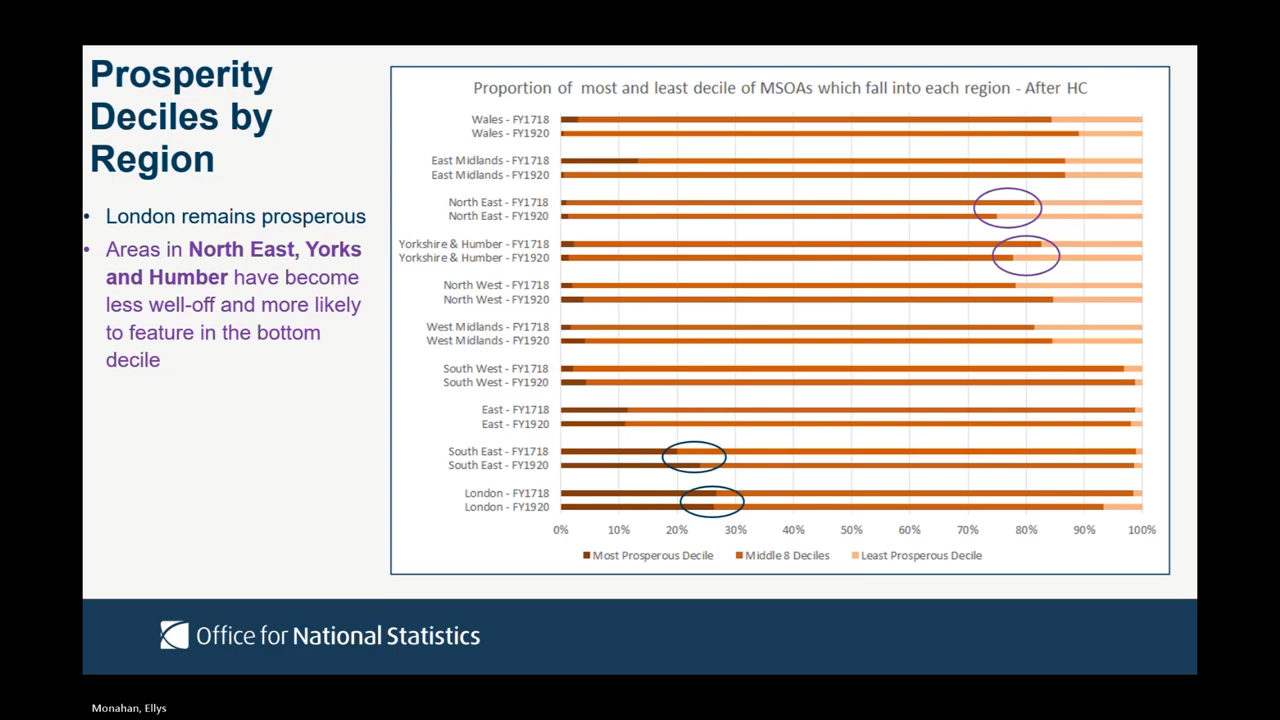 Prosperity
Deciles by
Region
• London remains prosperous
• Areas in North East, Yorks
and Humber have become
less well-off and more likely
to feature in the bottom
decile
Proportion of most and least decile of MSOAs which fall into each region - After HC
Wales - FY1718
Wales - FY1920
East Midlands - FY1718
East Midlands - FY1920
North East - FY1718
North East - FY1920
Yorkshire & Humber - FY1718
Yorkshire & Humber - FY1920
North West - FY1718
North West - FY1920
West Midlands - FY1718
West Midlands - FY1920
South West - FY1718
South West - FY1920
East - FY1718
East - FY1920
South East - FY1718
South East - FY1920
London - FY1718
London - FY1920
0% 10% 20% 30% 40% 50% 60% 70% 80% 90% 100%
Most Prosperous Decile Middle 8 Deciles Least Prosperous Decile
Office for National Statistics
Monahan, Ellys